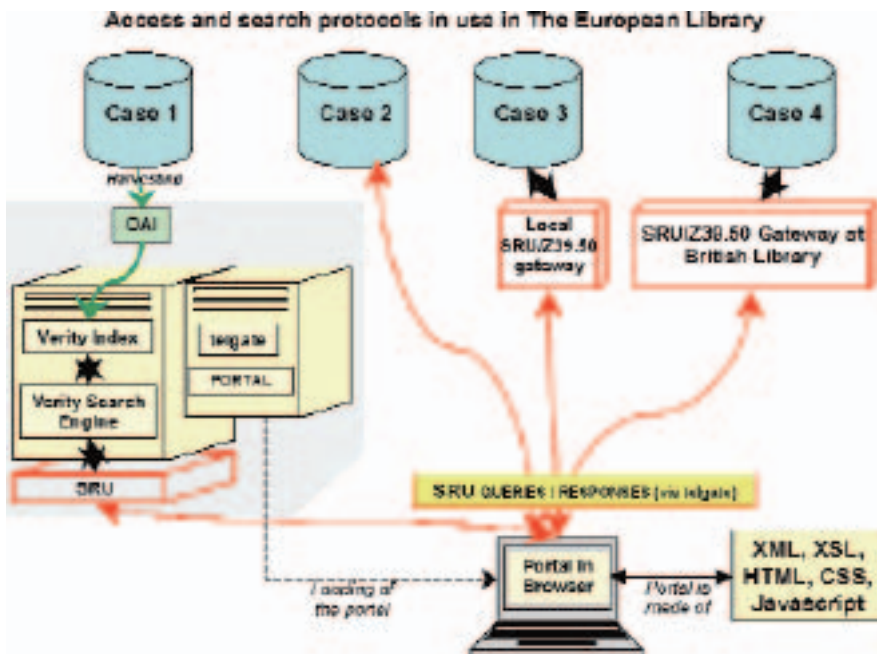 Access and search protocols in use in The European Library
Case 1
Case 2
Case 3
Case 4
Harvesting
OAI
Local
SRU/Z39.50
gateway
SRU/Z39.50 Gateway at
British Library
Verity Index
telgate
PORTAL
Verity Search
Engine
SRU
SRU QUERIES / RESPONSES (via telgate)
Portal in
Browser
Loading of
the portal
Portal is
made of
XML, XSL,
HTML, CSS,
Javascript